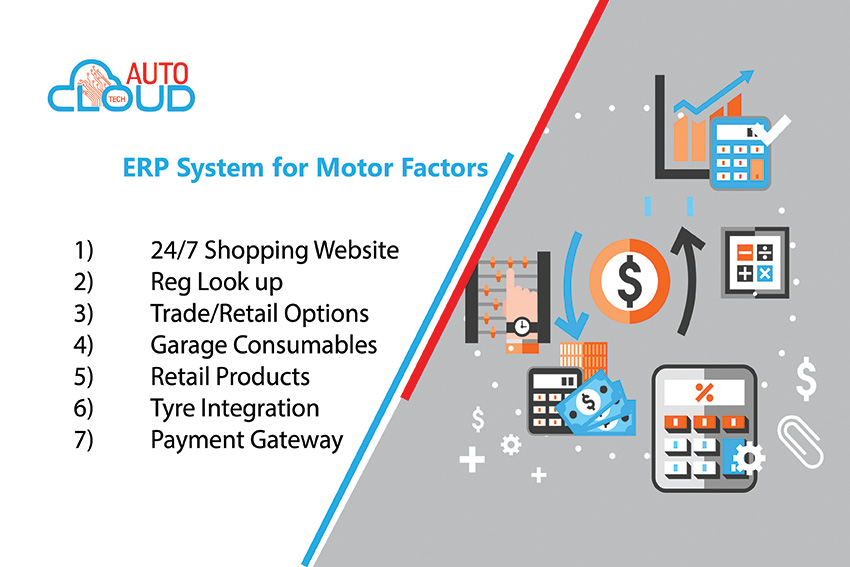 AUTO
CLOUD
TECH
ERP System for Motor Factors
1) 24/7 Shopping Website
2) Reg Look up
3) Trade/Retail Options
4) Garage Consumables
5) Retail Products
6) Tyre Integration
7) Payment Gateway
$
%
$
$
$